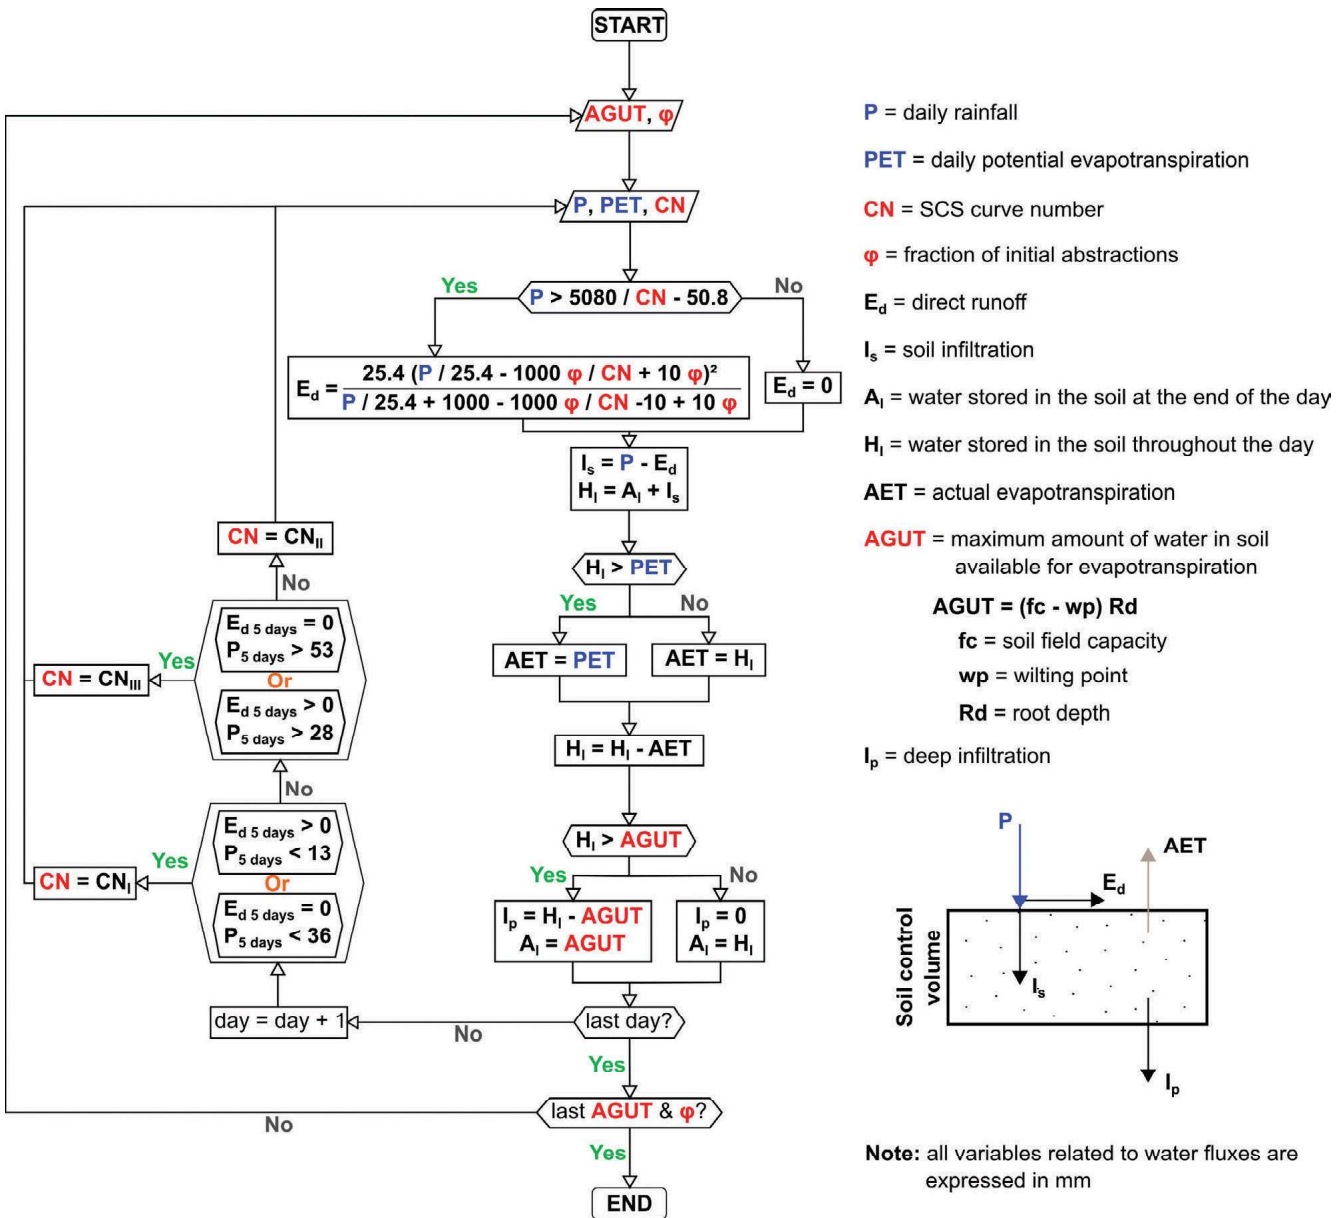 START
AGUT, φ
P, PET, CN
Yes
P > 5080 / CN - 50.8
No
E_d = 25.4 (P / 25.4 - 1000 φ / CN + 10 φ)²
P / 25.4 + 1000 - 1000 φ / CN -10 + 10 φ
E_d = 0
I_s = P - E_d
H_l = A_l + I_s
H_l > PET
Yes
No
AET = PET
AET = H_l
H_l = H_l - AET
H_l > AGUT
Yes
No
I_p = H_l - AGUT
A_l = AGUT
I_p = 0
A_l = H_l
last day?
No
Yes
day = day + 1
E_d 5 days > 0
P_5 days < 13
Or
E_d 5 days = 0
P_5 days < 36
Yes
CN = CN_I
No
E_d 5 days = 0
P_5 days > 53
Or
E_d 5 days > 0
P_5 days > 28
Yes
CN = CN_III
No
CN = CN_II
last AGUT & φ?
No
Yes
END
P = daily rainfall
PET = daily potential evapotranspiration
CN = SCS curve number
φ = fraction of initial abstractions
E_d = direct runoff
I_s = soil infiltration
A_l = water stored in the soil at the end of the day
H_l = water stored in the soil throughout the day
AET = actual evapotranspiration
AGUT = maximum amount of water in soil
available for evapotranspiration
AGUT = (fc - wp) Rd
fc = soil field capacity
wp = wilting point
Rd = root depth
I_p = deep infiltration
P
AET
E_d
Soil control
volume
I_s
I_p
Note: all variables related to water fluxes are
expressed in mm